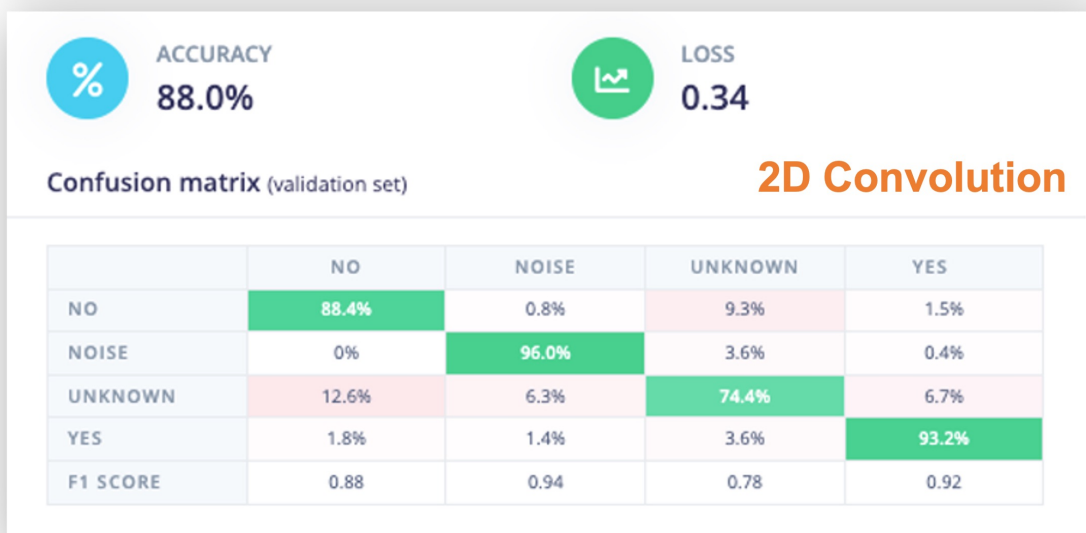 %
ACCURACY
88.0%
LOSS
0.34
Confusion matrix (validation set)
2D Convolution
NO NOISE UNKNOWN YES
NO 88.4% 0.8% 9.3% 1.5%
NOISE 0% 96.0% 3.6% 0.4%
UNKNOWN 12.6% 6.3% 74.4% 6.7%
YES 1.8% 1.4% 3.6% 93.2%
F1 SCORE 0.88 0.94 0.78 0.92